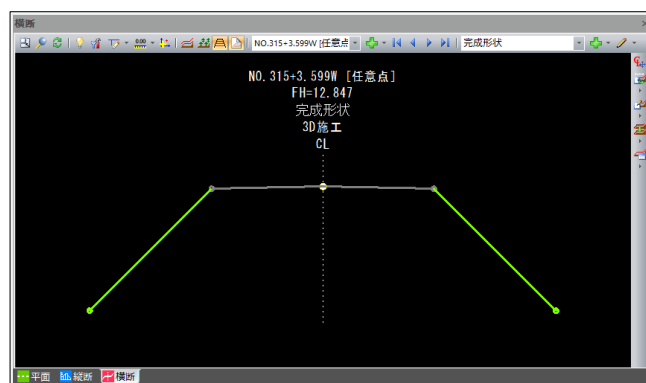 横断
0.00 NO.315+3.599W [任意点 完成形状
NO.315+3.599W [任意点]
FH=12.847
完成形状
3D施工
CL
平面 縦断 横断